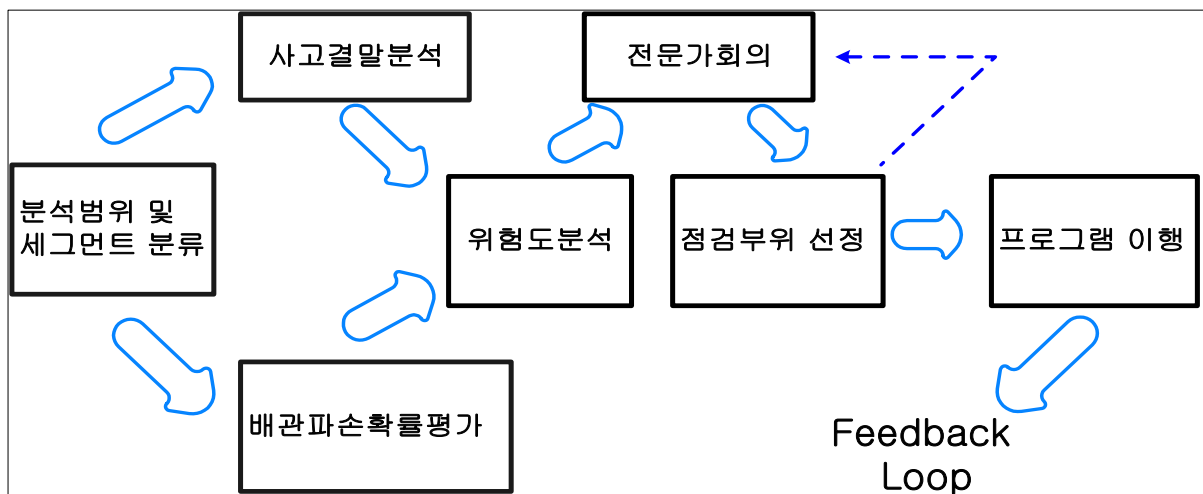 사고결말분석
전문가회의
분석범위 및
세그먼트 분류
위험도분석
점검부위 선정
프로그램 이행
배관파손확률평가
Feedback
Loop